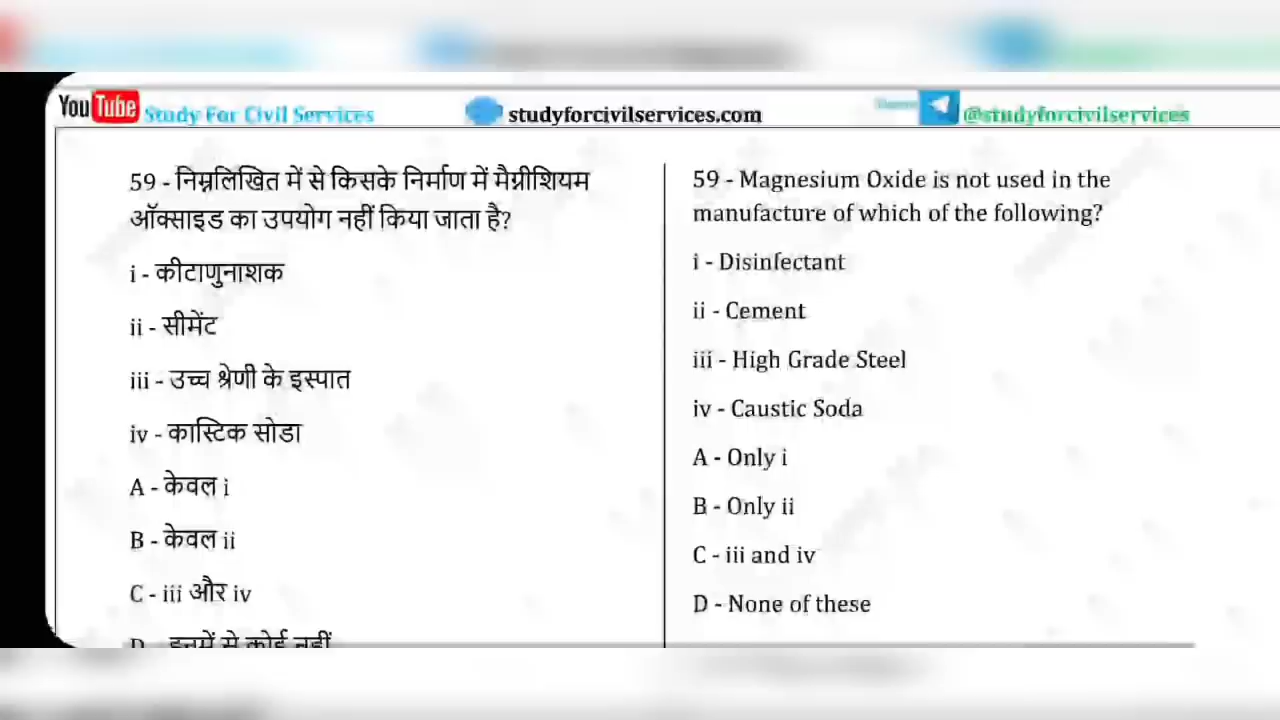 YouTube Study For Civil Services studyforcivilservices.com @studyforcivilservices
59 - निम्नलिखित में से किसके निर्माण में मैग्नीशियम
ऑक्साइड का उपयोग नहीं किया जाता है?
i - कीटाणुनाशक
ii - सीमेंट
iii - उच्च श्रेणी के इस्पात
iv - कास्टिक सोडा
A - केवल i
B - केवल ii
C - iii और iv
D - इनमें से कोई नहीं
59 - Magnesium Oxide is not used in the
manufacture of which of the following?
i - Disinfectant
ii - Cement
iii - High Grade Steel
iv - Caustic Soda
A - Only i
B - Only ii
C - iii and iv
D - None of these